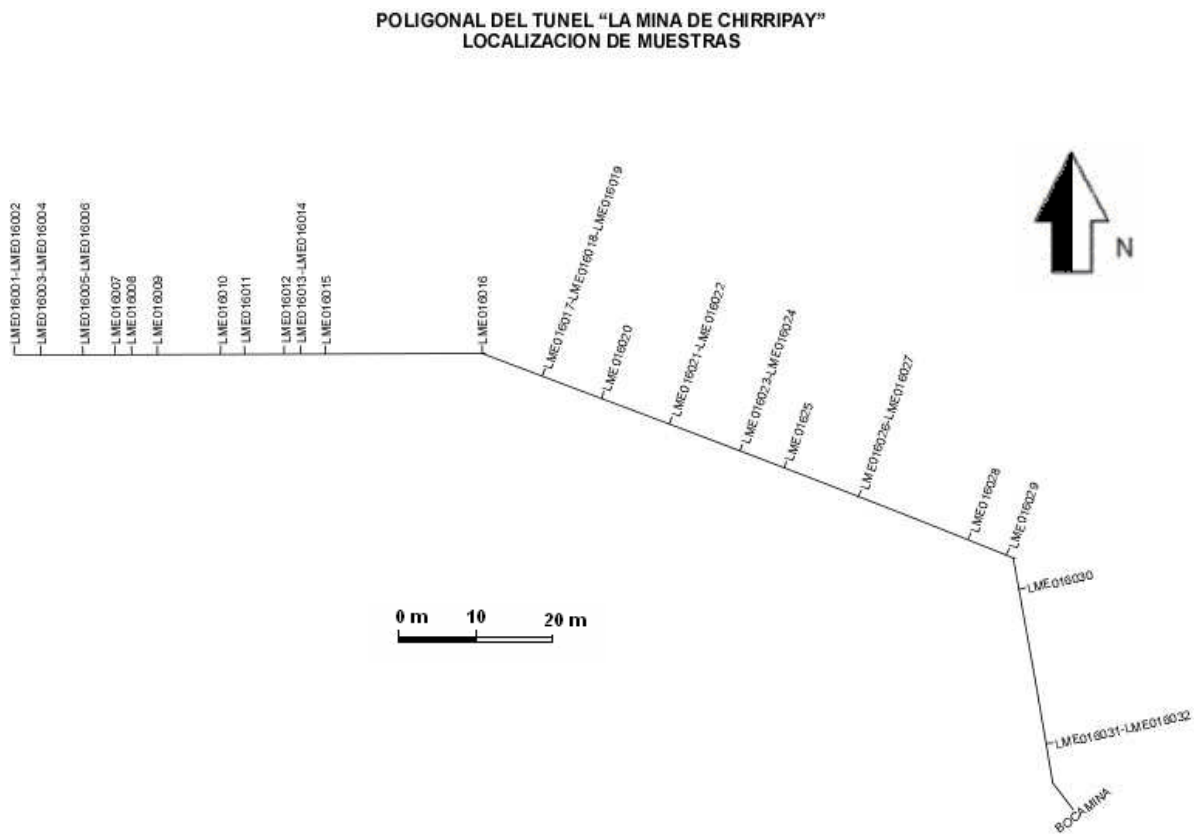 POLIGONAL DEL TUNEL “LA MINA DE CHIRRIPAY”
LOCALIZACION DE MUESTRAS
N
LME016001-LME016002
LME016003-LME016004
LME016005-LME016006
LME016007
LME016008
LME016009
LME016010
LME016011
LME016012
LME016013-LME016014
LME016015
LME016016
LME016017-LME016018-LME016019
LME016020
LME016021-LME016022
LME016023-LME016024
LME01625
LME016026-LME016027
LME016028
LME016029
LME016030
LME016031-LME016032
BOCAMINA
0 m 10 20 m